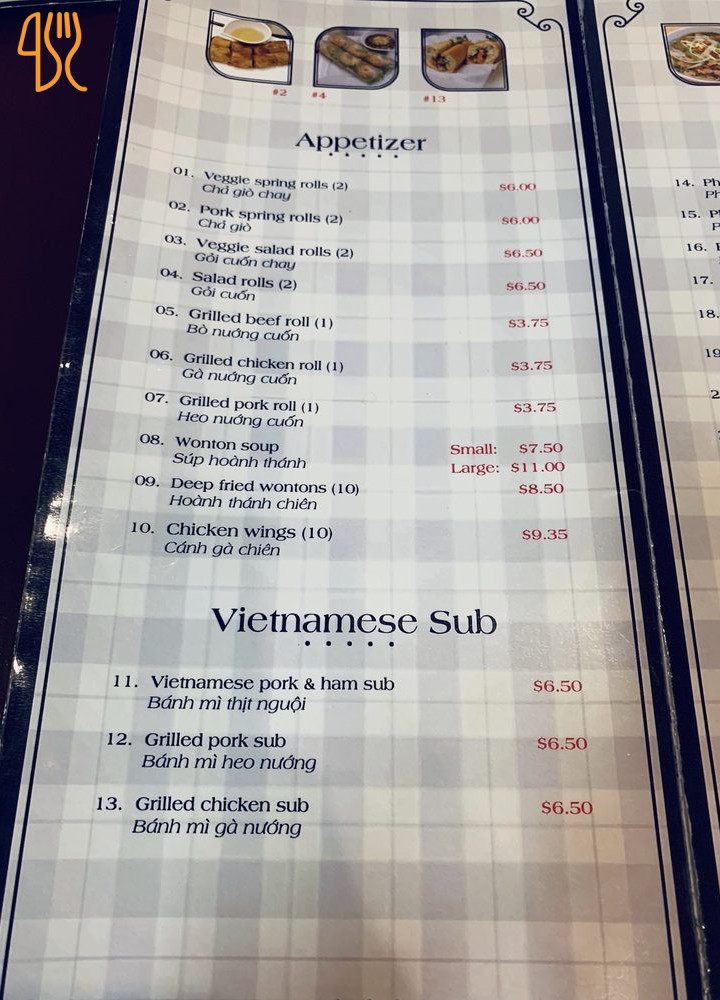 #2 #4 #13
Appetizer
01. Veggie spring rolls (2) $6.00
Chả giò chay
02. Pork spring rolls (2) $6.00
Chả giò
03. Veggie salad rolls (2) $6.50
Gỏi cuốn chay
04. Salad rolls (2) $6.50
Gỏi cuốn
05. Grilled beef roll (1) $3.75
Bò nướng cuốn
06. Grilled chicken roll (1) $3.75
Gà nướng cuốn
07. Grilled pork roll (1) $3.75
Heo nướng cuốn
08. Wonton soup Small: $7.50
Súp hoành thánh Large: $11.00
09. Deep fried wontons (10) $8.50
Hoành thánh chiên
10. Chicken wings (10) $9.35
Cánh gà chiên
Vietnamese Sub
11. Vietnamese pork & ham sub $6.50
Bánh mì thịt nguội
12. Grilled pork sub $6.50
Bánh mì heo nướng
13. Grilled chicken sub $6.50
Bánh mì gà nướng
14. Ph
Ph
15.
16.
17.
18.
19